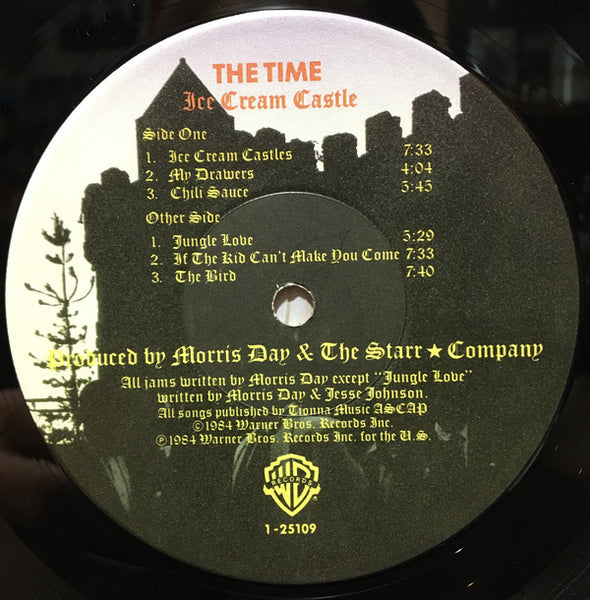 THE TIME
Ice Cream Castle
Side One
1. Ice Cream Castles 7:33
2. My Drawers 4:04
3. Chili Sauce 5:45
Other Side
1. Jungle Love 5:29
2. If The Kid Can't Make You Come 7:33
3. The Bird 7:40
Produced by Morris Day & The Starr ★ Company
All jams written by Morris Day except "Jungle Love"
written by Morris Day & Jesse Johnson.
All songs published by Tionna Music ASCAP
©1984 Warner Bros. Records Inc.
℗1984 Warner Bros. Records Inc. for the U.S.
WB
RECORDS
1-25109